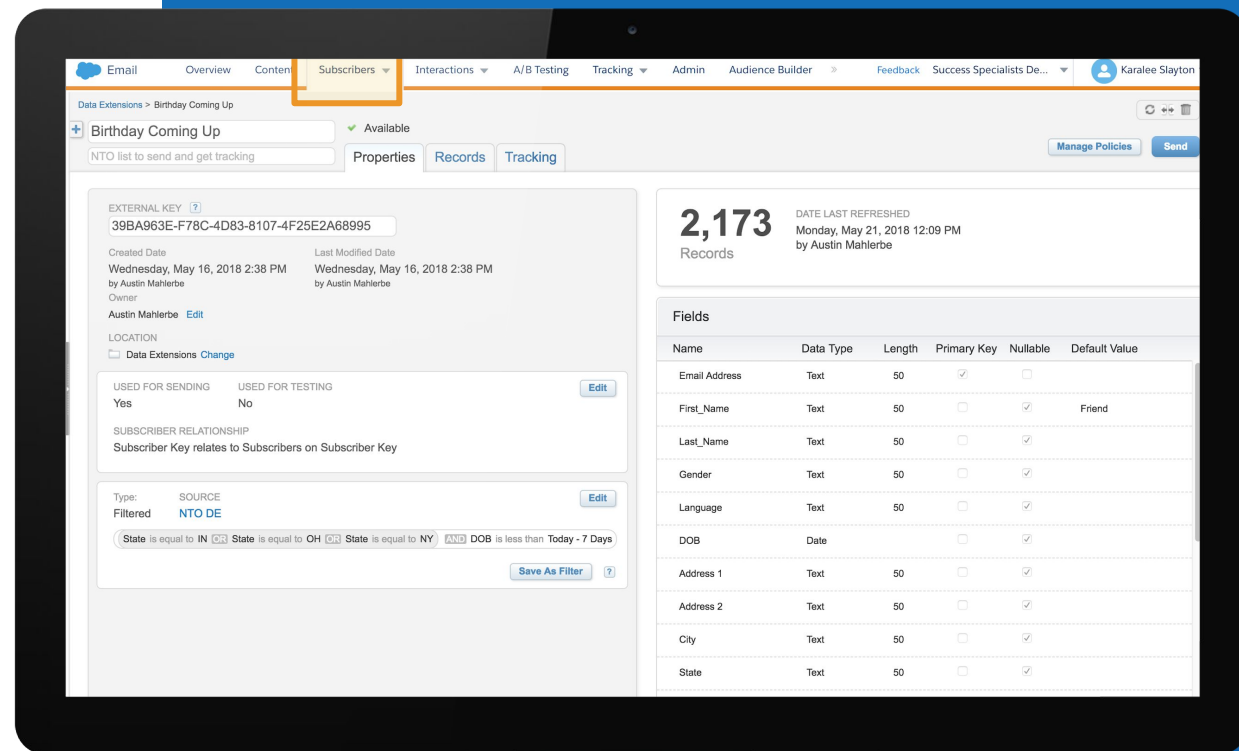 Email Overview Content Subscribers Interactions A/B Testing Tracking Admin Audience Builder » Feedback Success Specialists De... Karalee Slayton
Data Extensions > Birthday Coming Up
+ Birthday Coming Up
Available
NTO list to send and get tracking
Properties Records Tracking
Manage Policies Send
EXTERNAL KEY ?
39BA963E-F78C-4D83-8107-4F25E2A68995
Created Date Last Modified Date
Wednesday, May 16, 2018 2:38 PM Wednesday, May 16, 2018 2:38 PM
by Austin Mahlerbe by Austin Mahlerbe
Owner
Austin Mahlerbe Edit
LOCATION
Data Extensions Change
USED FOR SENDING USED FOR TESTING Edit
Yes No
SUBSCRIBER RELATIONSHIP
Subscriber Key relates to Subscribers on Subscriber Key
Type: SOURCE Edit
Filtered NTO DE
State is equal to IN OR State is equal to OH OR State is equal to NY AND DOB is less than Today - 7 Days
Save As Filter ?
2,173
Records
DATE LAST REFRESHED
Monday, May 21, 2018 12:09 PM
by Austin Mahlerbe
Fields
Name Data Type Length Primary Key Nullable Default Value
Email Address Text 50
First_Name Text 50 Friend
Last_Name Text 50
Gender Text 50
Language Text 50
DOB Date
Address 1 Text 50
Address 2 Text 50
City Text 50
State Text 50